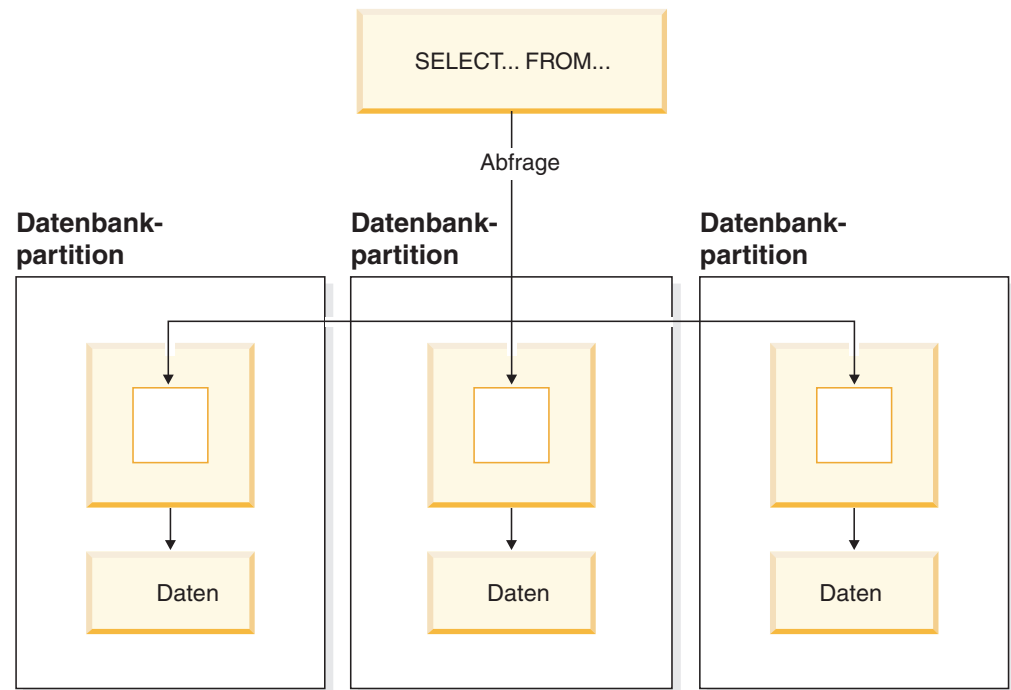 SELECT... FROM...
Abfrage
Datenbank-
partition
Datenbank-
partition
Datenbank-
partition
Daten
Daten
Daten